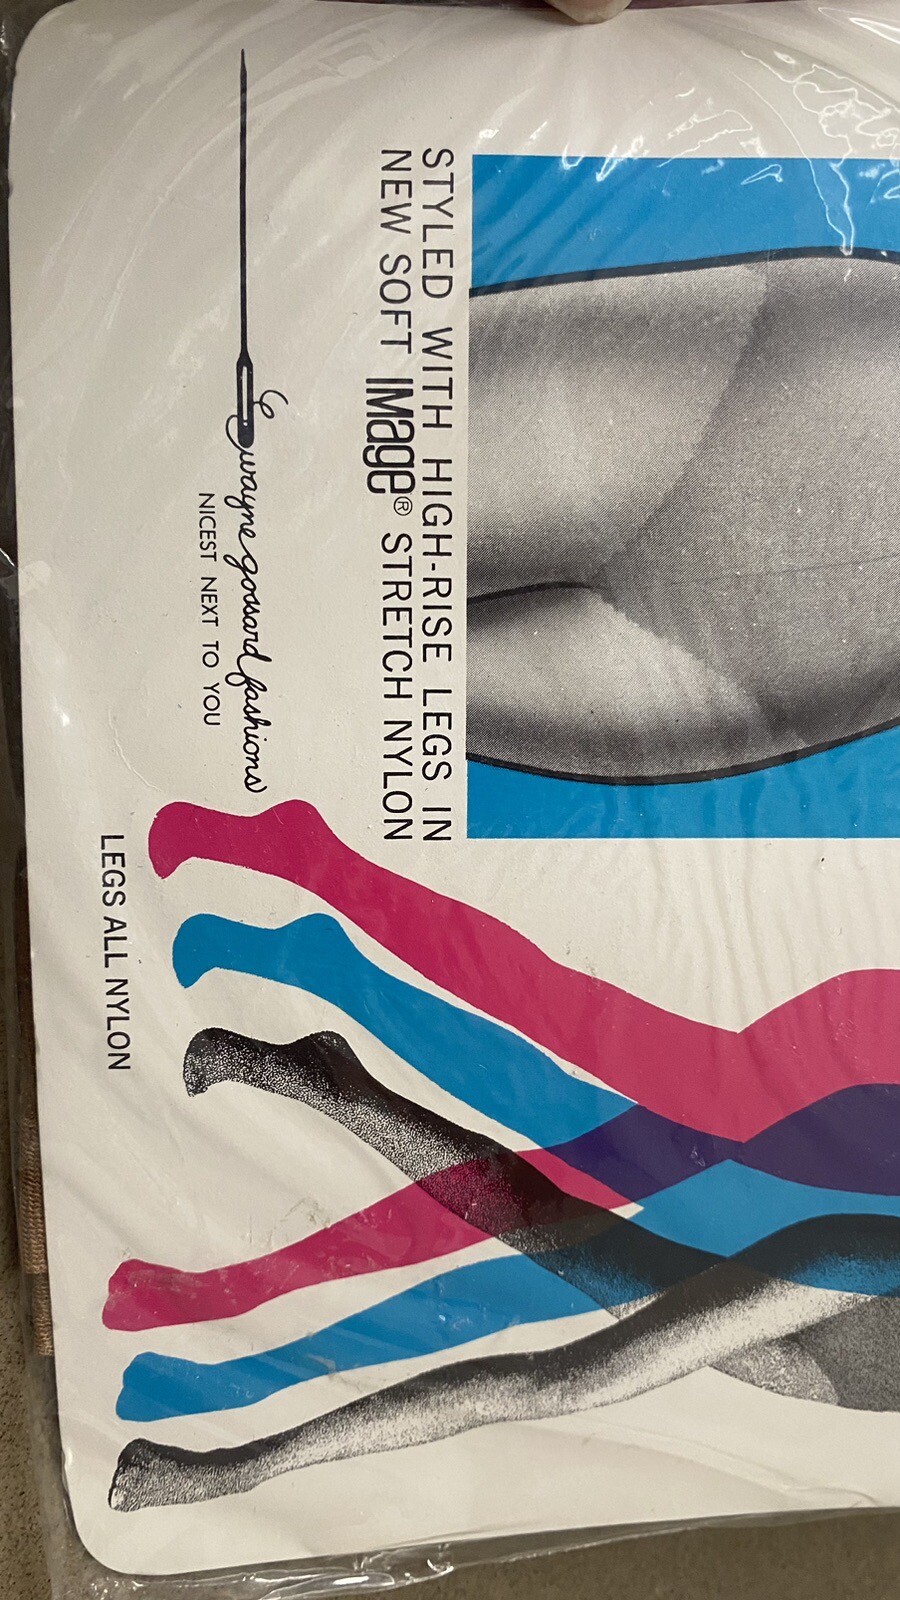 STYLED WITH HIGH-RISE LEGS IN
NEW SOFT IMage® STRETCH NYLON
wayne gossard fashions
NICEST NEXT TO YOU
LEGS ALL NYLON